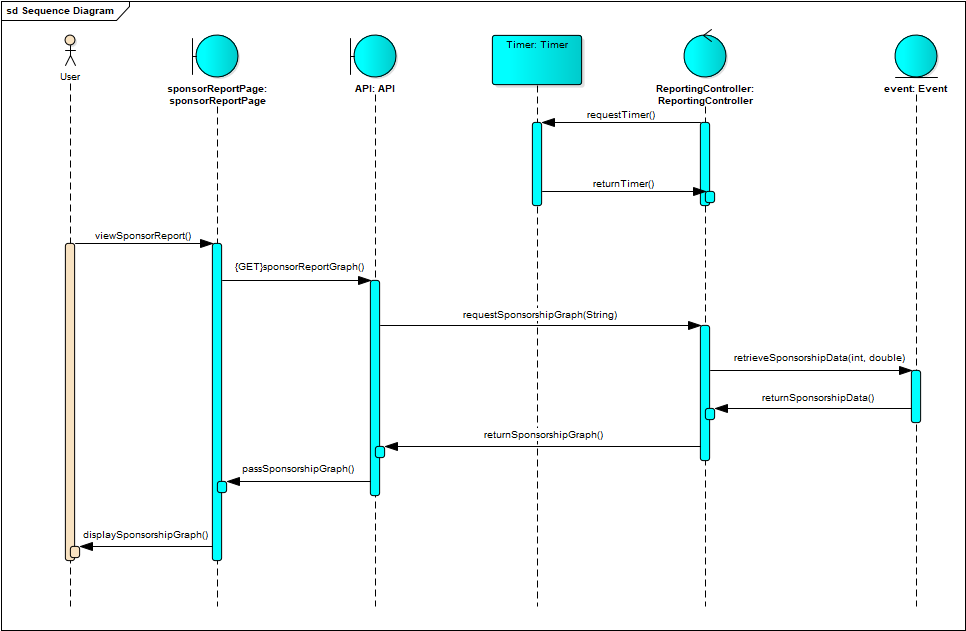 sd Sequence Diagram
User
sponsorReportPage:
sponsorReportPage
API: API
Timer: Timer
ReportingController:
ReportingController
event: Event
requestTimer()
returnTimer()
viewSponsorReport()
{GET}sponsorReportGraph()
requestSponsorshipGraph(String)
retrieveSponsorshipData(int, double)
returnSponsorshipData()
returnSponsorshipGraph()
passSponsorshipGraph()
displaySponsorshipGraph()